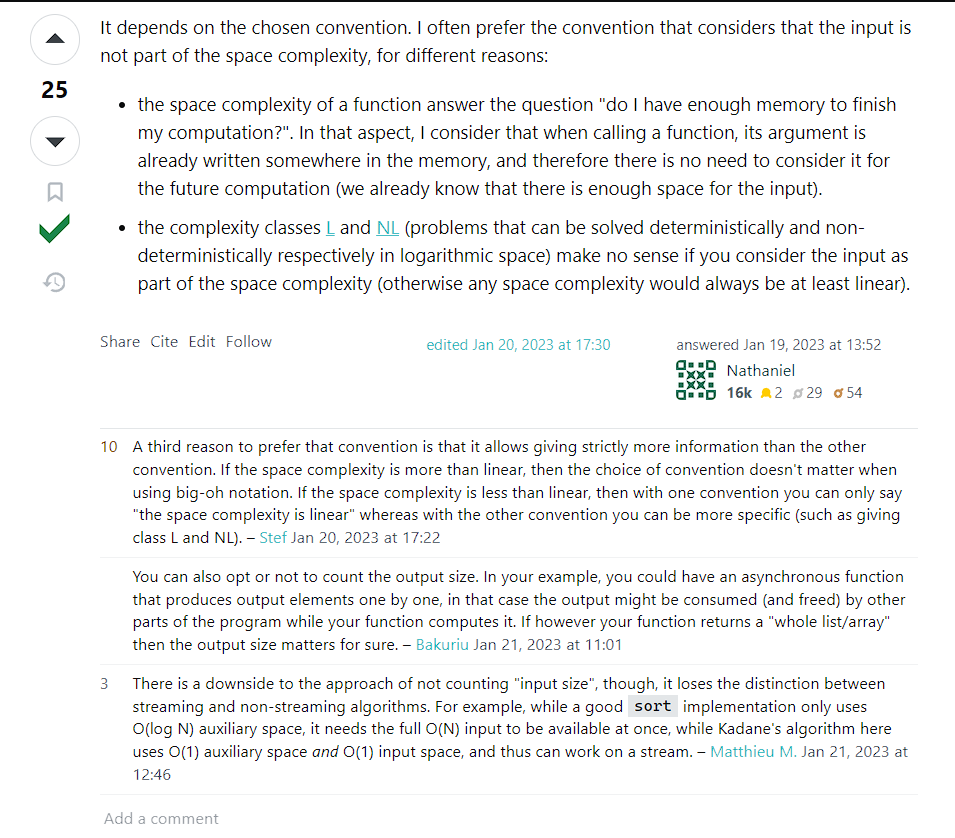 It depends on the chosen convention. I often prefer the convention that considers that the input is
not part of the space complexity, for different reasons:
25
• the space complexity of a function answer the question "do I have enough memory to finish
my computation?". In that aspect, I consider that when calling a function, its argument is
already written somewhere in the memory, and therefore there is no need to consider it for
the future computation (we already know that there is enough space for the input).
• the complexity classes L and NL (problems that can be solved deterministically and non-
deterministically respectively in logarithmic space) make no sense if you consider the input as
part of the space complexity (otherwise any space complexity would always be at least linear).
Share Cite Edit Follow
edited Jan 20, 2023 at 17:30
answered Jan 19, 2023 at 13:52
Nathaniel
16k 2 29 54
10 A third reason to prefer that convention is that it allows giving strictly more information than the other
convention. If the space complexity is more than linear, then the choice of convention doesn't matter when
using big-oh notation. If the space complexity is less than linear, then with one convention you can only say
"the space complexity is linear" whereas with the other convention you can be more specific (such as giving
class L and NL). – Stef Jan 20, 2023 at 17:22
You can also opt or not to count the output size. In your example, you could have an asynchronous function
that produces output elements one by one, in that case the output might be consumed (and freed) by other
parts of the program while your function computes it. If however your function returns a "whole list/array"
then the output size matters for sure. – Bakuriu Jan 21, 2023 at 11:01
3 There is a downside to the approach of not counting "input size", though, it loses the distinction between
streaming and non-streaming algorithms. For example, while a good sort implementation only uses
O(log N) auxiliary space, it needs the full O(N) input to be available at once, while Kadane's algorithm here
uses O(1) auxiliary space and O(1) input space, and thus can work on a stream. – Matthieu M. Jan 21, 2023 at
12:46
Add a comment